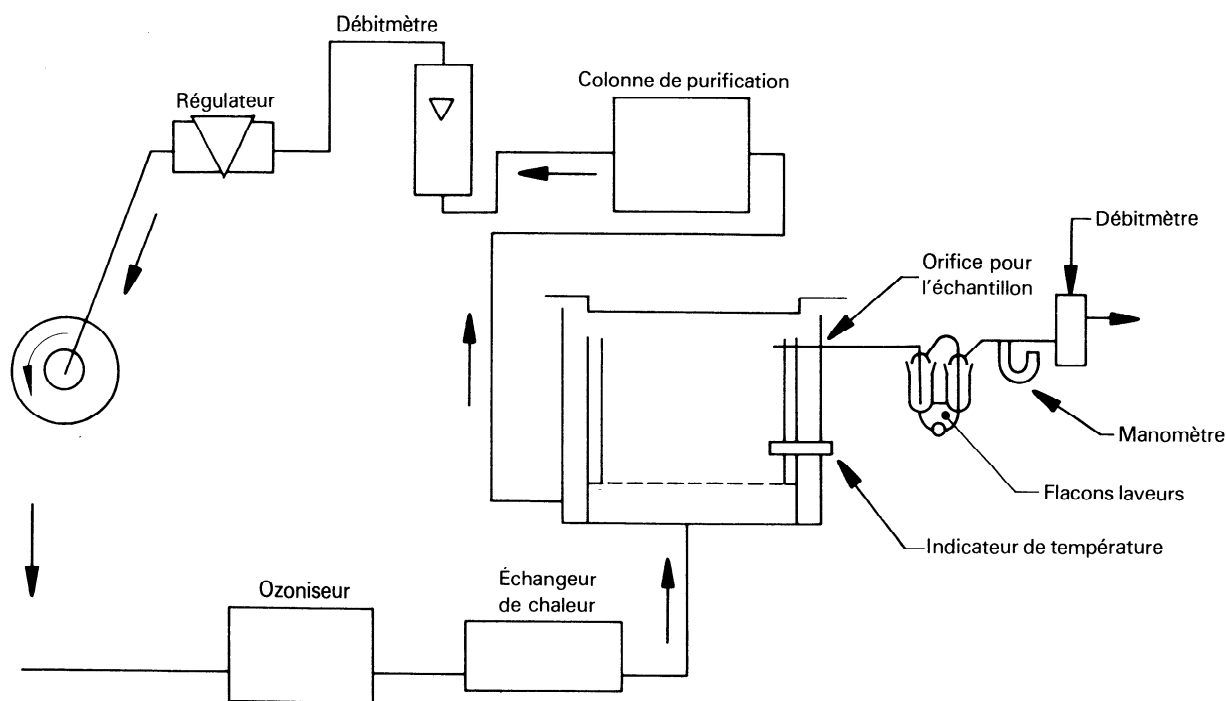 Débitmètre
Régulateur
Colonne de purification
Débitmètre
Orifice pour
l'échantillon
Manomètre
Flacons laveurs
Indicateur de température
Ozoniseur
Échangeur
de chaleur